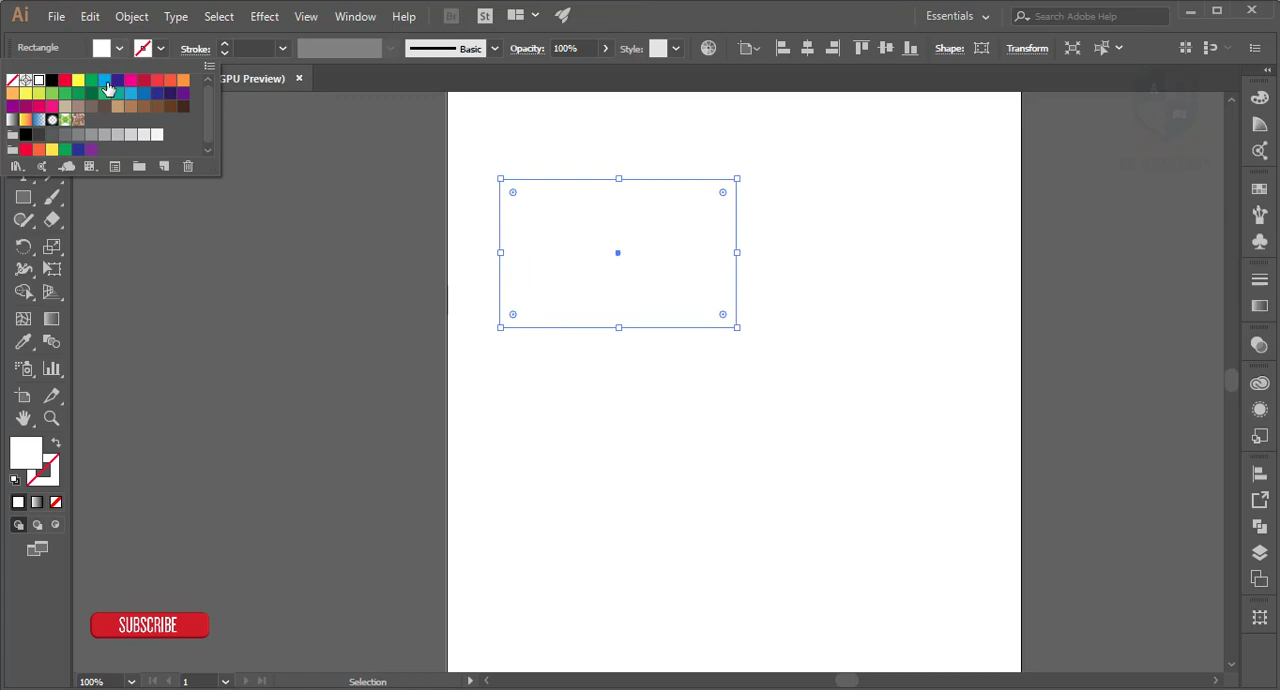 Ai File Edit Object Type Select Effect View Window Help Br St Essentials Search Adobe Help
Rectangle Stroke: Basic Opacity: 100% Style: Shape: Transform
GPU Preview) ×
SUBSCRIBE
100% 1 Selection